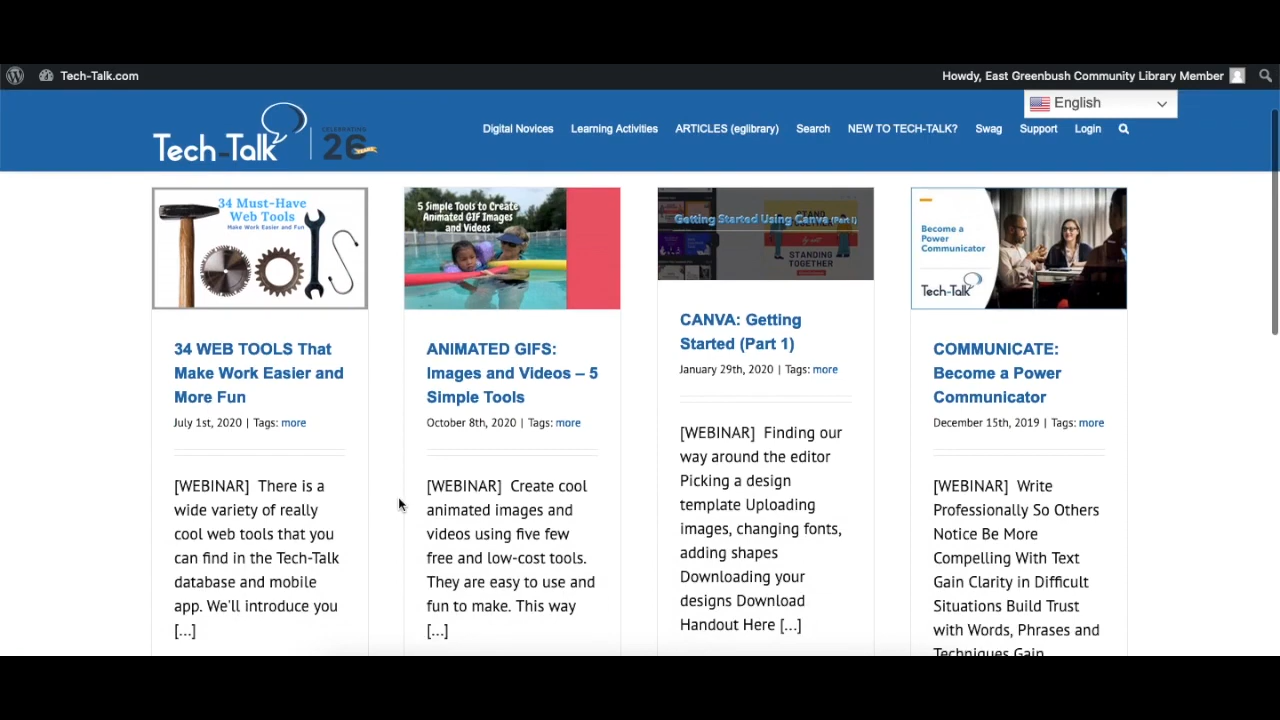 Tech-Talk.com
Howdy, East Greenbush Community Library Member
English
Tech-Talk
CELEBRATING
26
Digital Novices
Learning Activities
ARTICLES (eglibrary)
Search
NEW TO TECH-TALK?
Swag
Support
Login
34 Must-Have
Web Tools
Make Work Easier and Fun
34 WEB TOOLS That
Make Work Easier and
More Fun
July 1st, 2020 | Tags: more
[WEBINAR] There is a
wide variety of really
cool web tools that you
can find in the Tech-Talk
database and mobile
app. We'll introduce you
[...]
5 Simple Tools to Create
Animated GIF Images
and Videos
ANIMATED GIFS:
Images and Videos – 5
Simple Tools
October 8th, 2020 | Tags: more
[WEBINAR] Create cool
animated images and
videos using five few
free and low-cost tools.
They are easy to use and
fun to make. This way
[...]
Getting Started Using Canva (Part 1)
STAND
STANDING
TOGETHER
CANVA: Getting
Started (Part 1)
January 29th, 2020 | Tags: more
[WEBINAR] Finding our
way around the editor
Picking a design
template Uploading
images, changing fonts,
adding shapes
Downloading your
designs Download
Handout Here [...]
Become a
Power
Communicator
Tech-Talk
COMMUNICATE:
Become a Power
Communicator
December 15th, 2019 | Tags: more
[WEBINAR] Write
Professionally So Others
Notice Be More
Compelling With Text
Gain Clarity in Difficult
Situations Build Trust
with Words, Phrases and
Techniques Gain